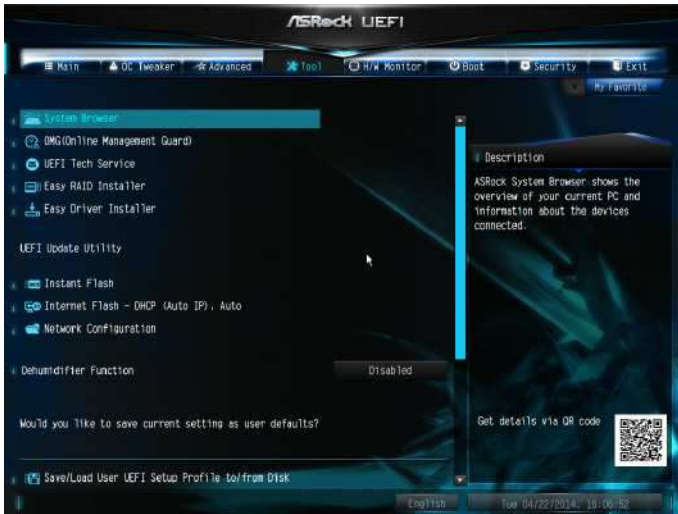 ASRock UEFI
Main OC Tweaker Advanced Tool H/W Monitor Boot Security Exit
My Favorite
System Browser
OMG(Online Management Guard)
UEFI Tech Service
Easy RAID Installer
Easy Driver Installer
UEFI Update Utility
Instant Flash
Internet Flash - DHCP (Auto IP), Auto
Network Configuration
Dehumidifier Function Disabled
Would you like to save current setting as user defaults?
Save/Load User UEFI Setup Profile to/from Disk
Description
ASRock System Browser shows the
overview of your current PC and
information about the devices
connected.
Get details via QR code
English
Tue 04/22/2014. 16:06:52